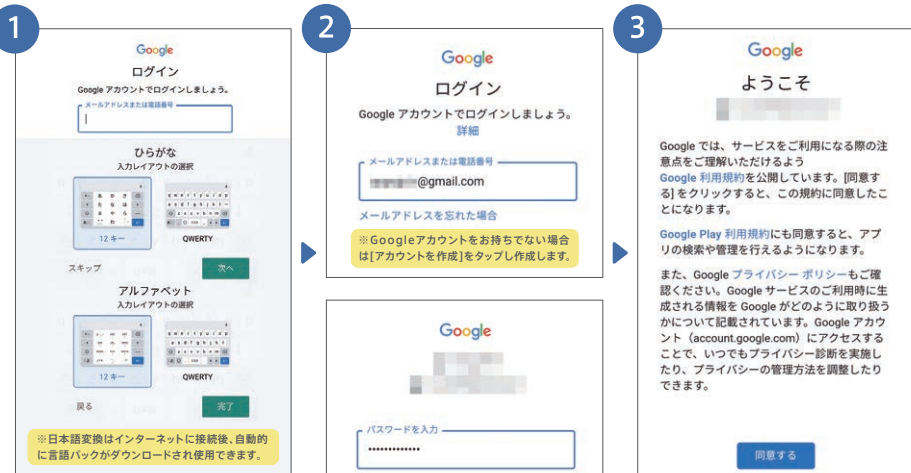 1
Google
ログイン
Google アカウントでログインしましょう。
メールアドレスまたは電話番号
ひらがな
入力レイアウトの選択
12 キー
QWERTY
スキップ
次へ
アルファベット
入力レイアウトの選択
12 キー
QWERTY
戻る
完了
※日本語変換はインターネットに接続後、自動的
に言語パックがダウンロードされ使用できます。
2
Google
ログイン
Google アカウントでログインしましょう。
詳細
メールアドレスまたは電話番号
@gmail.com
メールアドレスを忘れた場合
※Googleアカウントをお持ちでない場合
は[アカウントを作成]をタップし作成します。
Google
パスワードを入力
•••••••••••••
3
Google
ようこそ
Google では、サービスをご利用になる際の注
意点をご理解いただけるよう
Google 利用規約を公開しています。[同意す
る] をクリックすると、この規約に同意したこ
とになります。
Google Play 利用規約にも同意すると、アプ
リの検索や管理を行えるようになります。
また、Google プライバシー ポリシーもご確
認ください。Google サービスのご利用時に生
成される情報を Google がどのように取り扱う
かについて記載されています。Google アカウ
ント（account.google.com）にアクセスする
ことで、いつでもプライバシー診断を実施し
たり、プライバシーの管理方法を調整したり
できます。
同意する